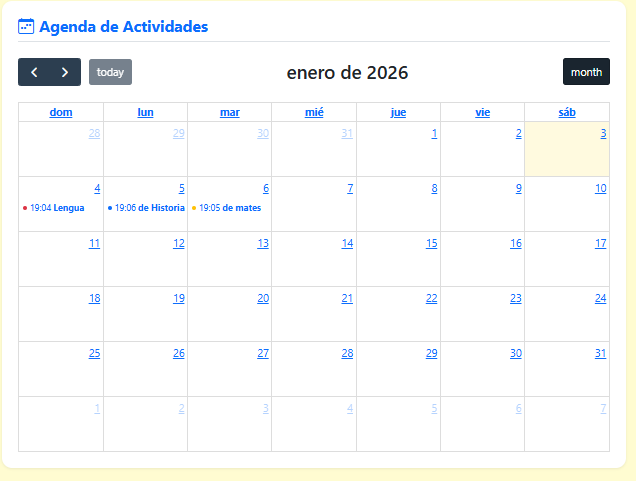 Agenda de Actividades
today enero de 2026 month
dom lun mar mié jue vie sáb
28 29 30 31 1 2 3
4 5 6 7 8 9 10
19:04 Lengua 19:06 de Historia 19:05 de mates
11 12 13 14 15 16 17
18 19 20 21 22 23 24
25 26 27 28 29 30 31
1 2 3 4 5 6 7